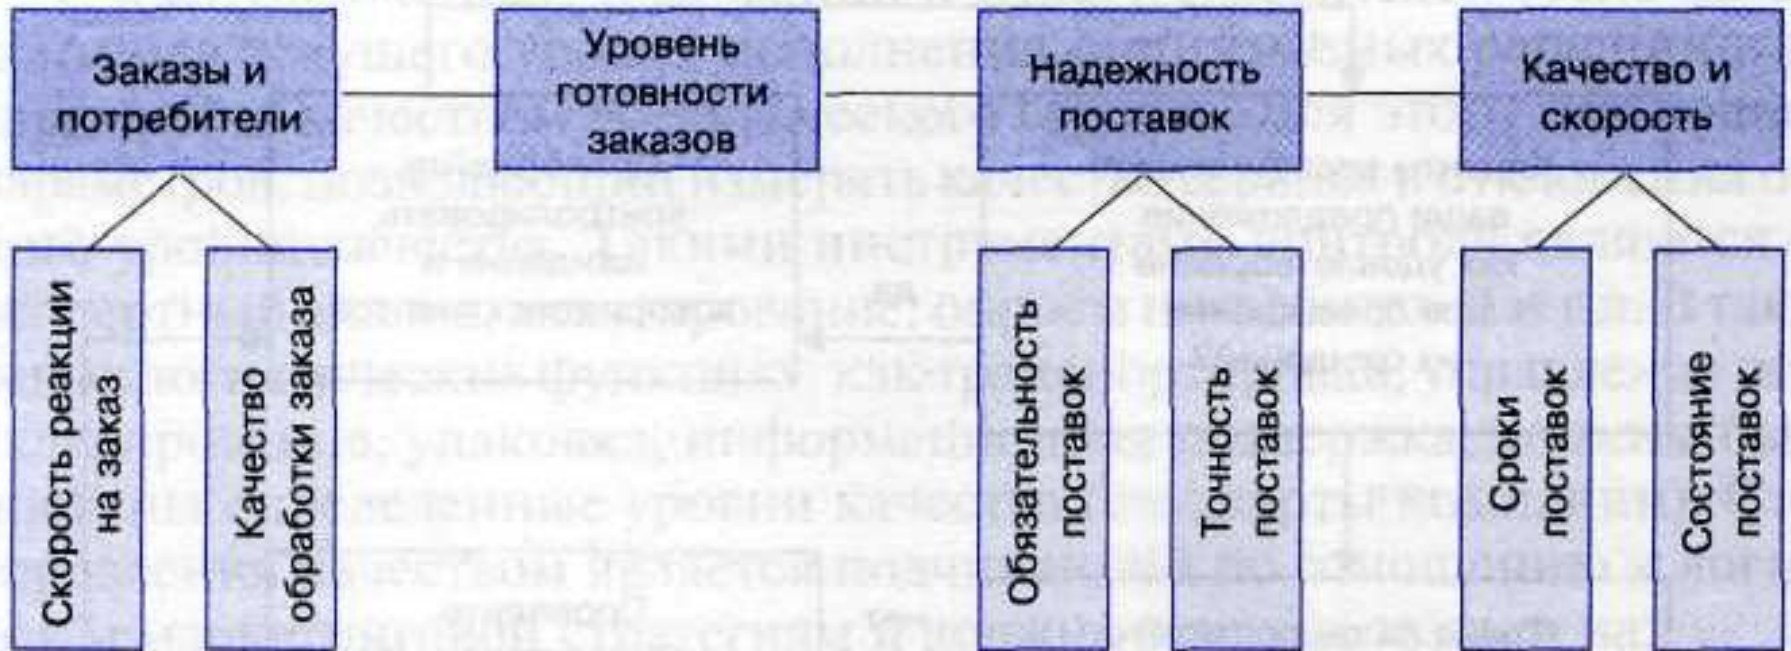 Заказы и
потребители
Уровень
готовности
заказов
Надежность
поставок
Качество и
скорость
Скорость реакции
на заказ
Качество
обработки заказа
Обязательность
поставок
Точность
поставок
Сроки
поставок
Состояние
поставок